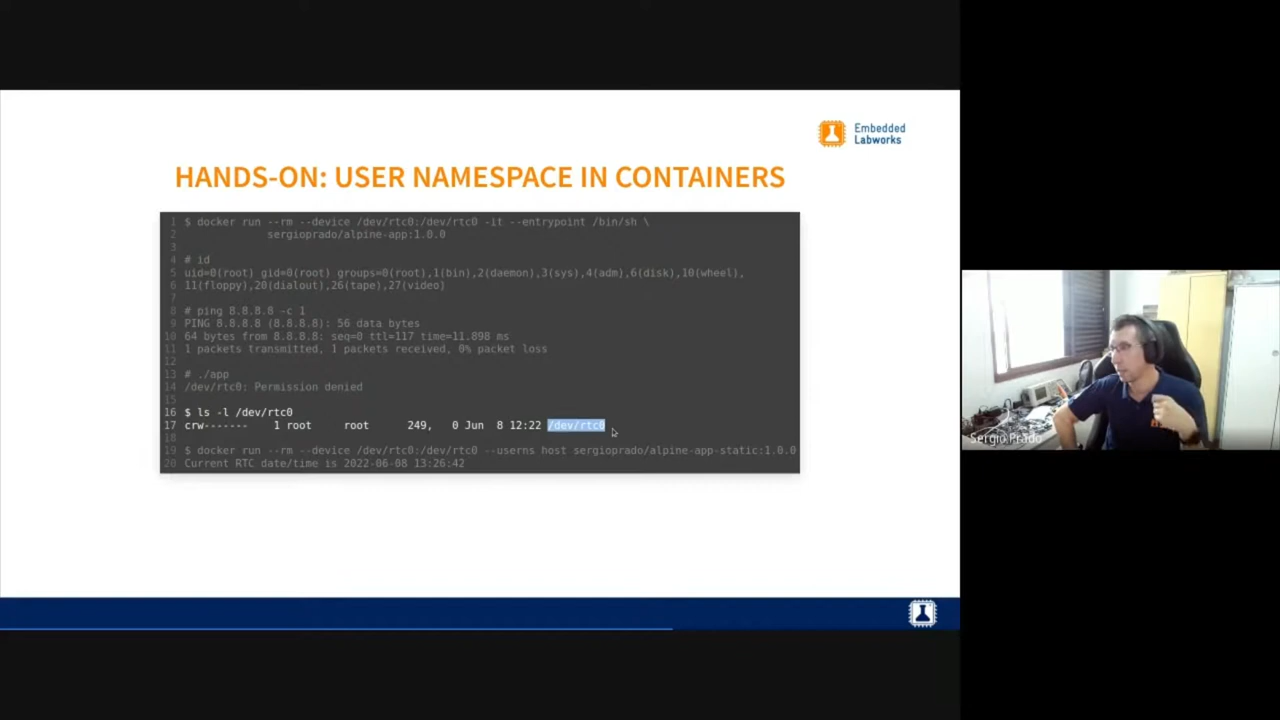 Embedded
Labworks
HANDS-ON: USER NAMESPACE IN CONTAINERS
1 $ docker run --rm --device /dev/rtc0:/dev/rtc0 -it --entrypoint /bin/sh \
2 sergioprado/alpine-app:1.0.0
3
4 # id
5 uid=0(root) gid=0(root) groups=0(root),1(bin),2(daemon),3(sys),4(adm),6(disk),10(wheel),
6 11(floppy),20(dialout),26(tape),27(video)
7
8 # ping 8.8.8.8 -c 1
9 PING 8.8.8.8 (8.8.8.8): 56 data bytes
10 64 bytes from 8.8.8.8: seq=0 ttl=117 time=11.898 ms
11 1 packets transmitted, 1 packets received, 0% packet loss
12
13 # ./app
14 /dev/rtc0: Permission denied
15
16 $ ls -l /dev/rtc0
17 crw------- 1 root root 249, 0 Jun 8 12:22 /dev/rtc0
18
19 $ docker run --rm --device /dev/rtc0:/dev/rtc0 --userns host sergioprado/alpine-app-static:1.0.0
20 Current RTC date/time is 2022-06-08 13:26:42
Sergio Prado